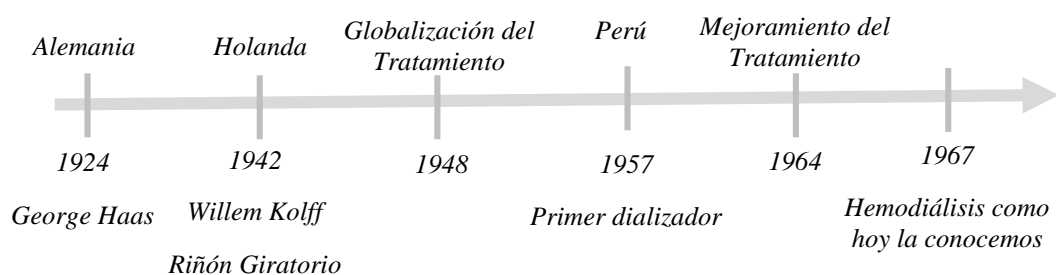 Alemania
Holanda
Globalización del
Tratamiento
Perú
Mejoramiento del
Tratamiento
1924
1942
1948
1957
1964
1967
George Haas
Willem Kolff
Riñón Giratorio
Primer dializador
Hemodiálisis como
hoy la conocemos